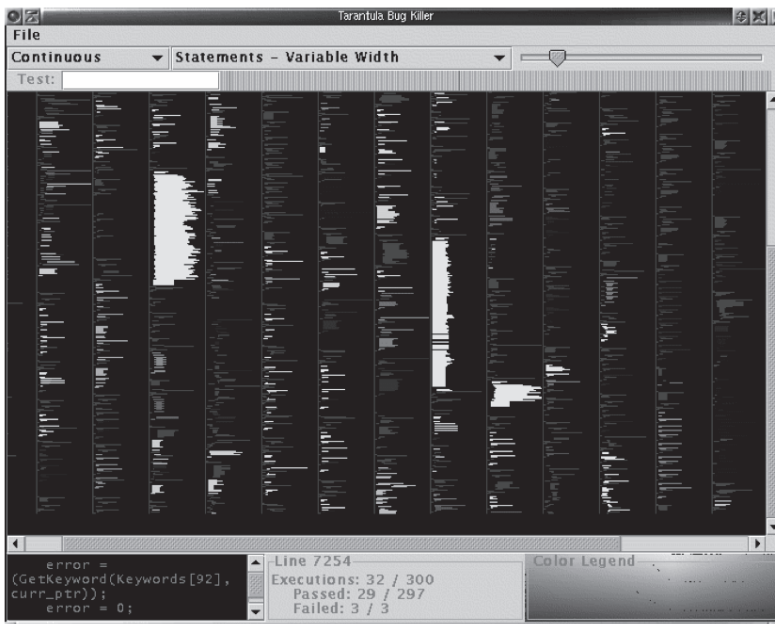 Tarantula Bug Killer
File
Continuous
Statements – Variable Width
Test:
error =
(GetKeyword(Keywords[92],
curr_ptr));
error = 0;
Line 7254
Executions: 32 / 300
Passed: 29 / 297
Failed: 3 / 3
Color Legend